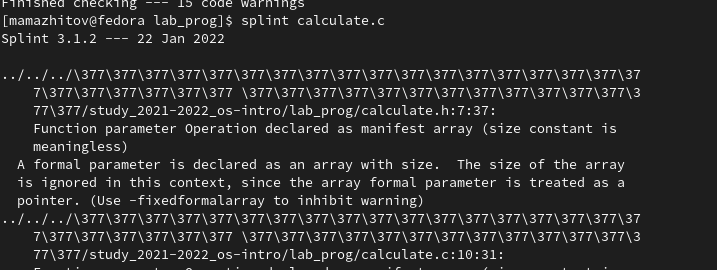 Finished checking --- 15 code warnings
[mamazhitov@fedora lab_prog]$ splint calculate.c
Splint 3.1.2 --- 22 Jan 2022

../../../\377\377\377\377\377\377\377\377\377\377\377\377\377\377\377\377\377\37
7\377\377\377\377\377\377 \377\377\377\377\377\377\377\377\377\377\377\377\3
77\377/study_2021-2022_os-intro/lab_prog/calculate.h:7:37:
Function parameter Operation declared as manifest array (size constant is
meaningless)
A formal parameter is declared as an array with size.  The size of the array
is ignored in this context, since the array formal parameter is treated as a
pointer. (Use -fixedformalarray to inhibit warning)
../../../\377\377\377\377\377\377\377\377\377\377\377\377\377\377\377\377\377\37
7\377\377\377\377\377\377 \377\377\377\377\377\377\377\377\377\377\377\377\3
77\377/study_2021-2022_os-intro/lab_prog/calculate.c:10:31: